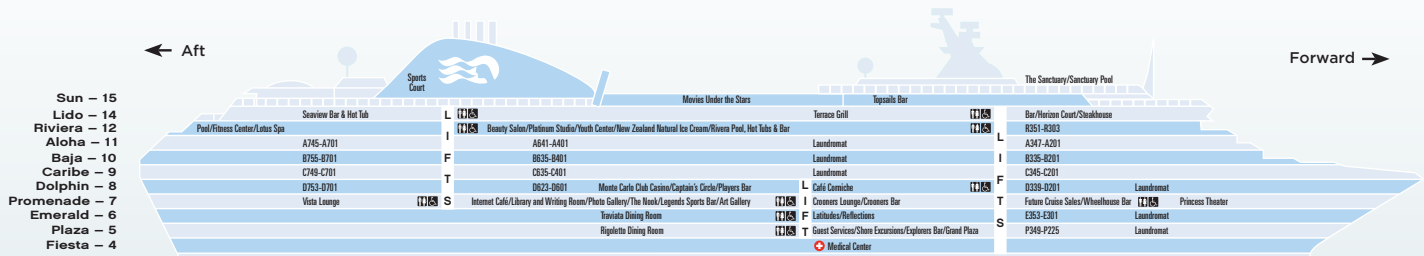 Aft
Forward
Sports
Court
The Sanctuary/Sanctuary Pool
Sun – 15 Movies Under the Stars Topsails Bar
Lido – 14 Seaview Bar & Hot Tub Terrace Grill Bar/Horizon Court/Steakhouse
Riviera – 12 Pool/Fitness Center/Lotus Spa Beauty Salon/Platinum Studio/Youth Center/New Zealand Natural Ice Cream/Rivera Pool, Hot Tubs & Bar R351-R303
Aloha – 11 A745-A701 A641-A401 Laundromat A347-A201
Baja – 10 B755-B701 B635-B401 Laundromat B335-B201
Caribe – 9 C749-C701 C635-C401 Laundromat C345-C201
Dolphin – 8 D753-D701 D623-D601 Monte Carlo Club Casino/Captain's Circle/Players Bar Café Corniche D339-D201 Laundromat
Promenade – 7 Vista Lounge Internet Café/Library and Writing Room/Photo Gallery/The Nook/Legends Sports Bar/Art Gallery Crooners Lounge/Crooners Bar Future Cruise Sales/Wheelhouse Bar Princess Theater
Emerald – 6 Traviata Dining Room Latitudes/Reflections E353-E301 Laundromat
Plaza – 5 Rigoletto Dining Room Guest Services/Shore Excursions/Explorers Bar/Grand Plaza P349-P225 Laundromat
Fiesta – 4 Medical Center
LIFTS
LIFT
LIFTS